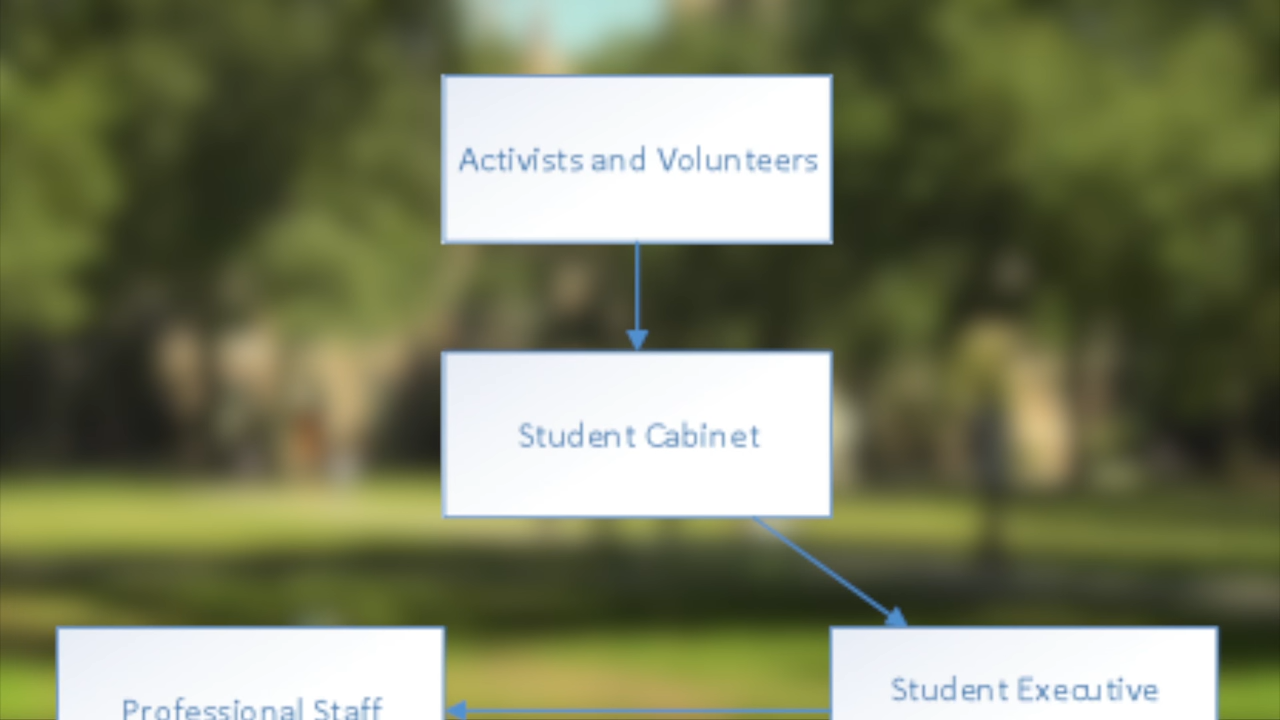 Activists and Volunteers
Student Cabinet
Student Executive
Professional Staff